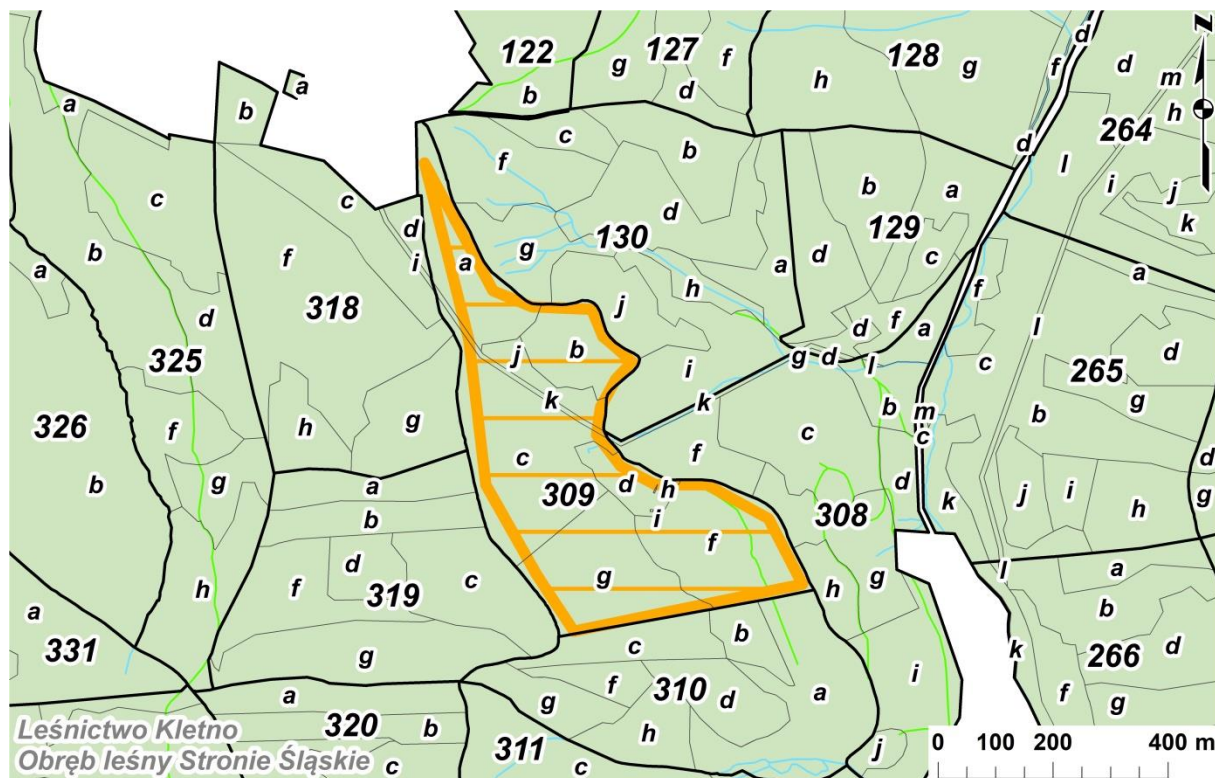 122
127
128
g
f
d
h
g
b
d
f
d
d
m
h
264
l
i
j
k
a
b
a
c
b
c
f
b
c
d
130
g
a
b
a
129
d
c
a
f
318
d
i
a
j
h
j
b
k
i
k
g
d
l
d
f
a
f
c
l
265
d
g
b
a
b
325
d
326
f
g
b
h
g
c
309
d
h
i
f
g
f
c
308
b
m
c
d
k
j
i
h
d
g
a
b
d
319
f
c
g
h
a
331
h
g
i
l
k
a
b
266
d
f
g
c
b
f
310
d
a
h
g
311
c
j
a
320
b
c
Leśnictwo Kletno
Obręb leśny Stronie Śląskie
0 100 200 400 m